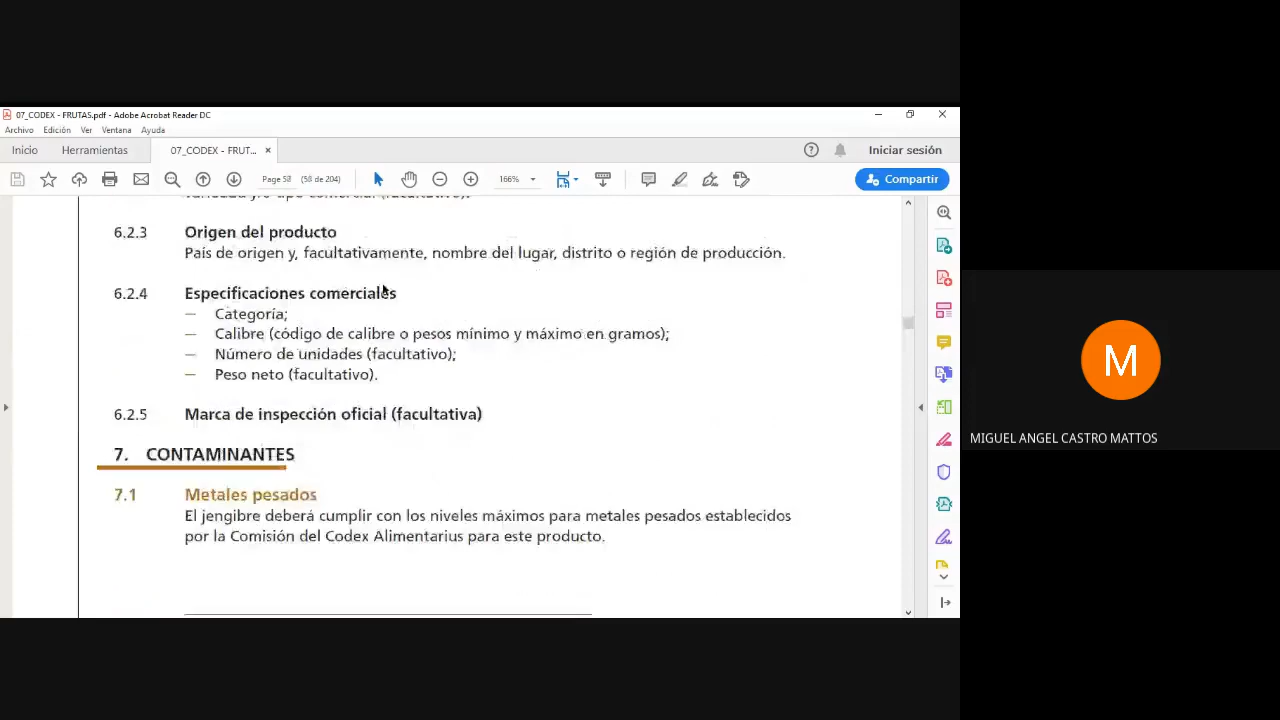 07_CODEX - FRUTAS.pdf - Adobe Acrobat Reader DC
Archivo Edición Ver Ventana Ayuda
Inicio Herramientas 07_CODEX - FRUT... × Iniciar sesión
Page 58 (58 de 204) 166% Compartir
6.2.3 Origen del producto
País de origen y, facultativamente, nombre del lugar, distrito o región de producción.
6.2.4 Especificaciones comerciales
— Categoría;
— Calibre (código de calibre o pesos mínimo y máximo en gramos);
— Número de unidades (facultativo);
— Peso neto (facultativo).
6.2.5 Marca de inspección oficial (facultativa)
7. CONTAMINANTES
7.1 Metales pesados
El jengibre deberá cumplir con los niveles máximos para metales pesados establecidos
por la Comisión del Codex Alimentarius para este producto.
M
MIGUEL ANGEL CASTRO MATTOS